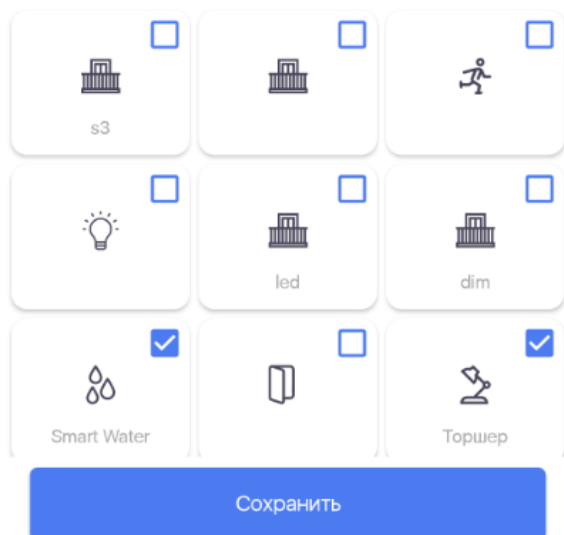 s3
led
dim
Smart Water
Торшер
Сохранить